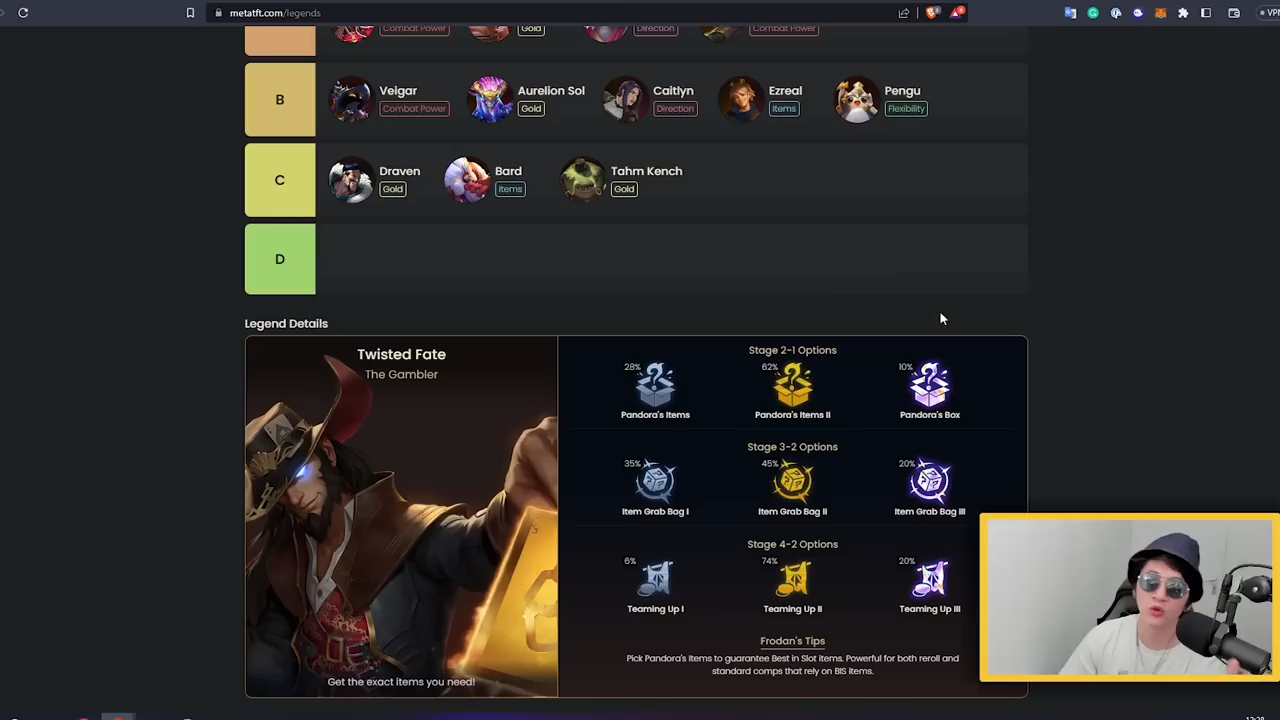 metatft.com/legends
VPN
Combat Power
Gold
Direction
Combat Power
B
Veigar
Combat Power
Aurelion Sol
Gold
Caitlyn
Direction
Ezreal
Items
Pengu
Flexibility
C
Draven
Gold
Bard
Items
Tahm Kench
Gold
D
Legend Details
Twisted Fate
The Gambler
Get the exact items you need!
Stage 2-1 Options
28%
62%
10%
Pandora's Items
Pandora's Items II
Pandora's Box
Stage 3-2 Options
35%
45%
20%
Item Grab Bag I
Item Grab Bag II
Item Grab Bag III
Stage 4-2 Options
6%
74%
20%
Teaming Up I
Teaming Up II
Teaming Up III
Frodan's Tips
Pick Pandora's Items to guarantee Best in Slot items. Powerful for both reroll and
standard comps that rely on BIS items.